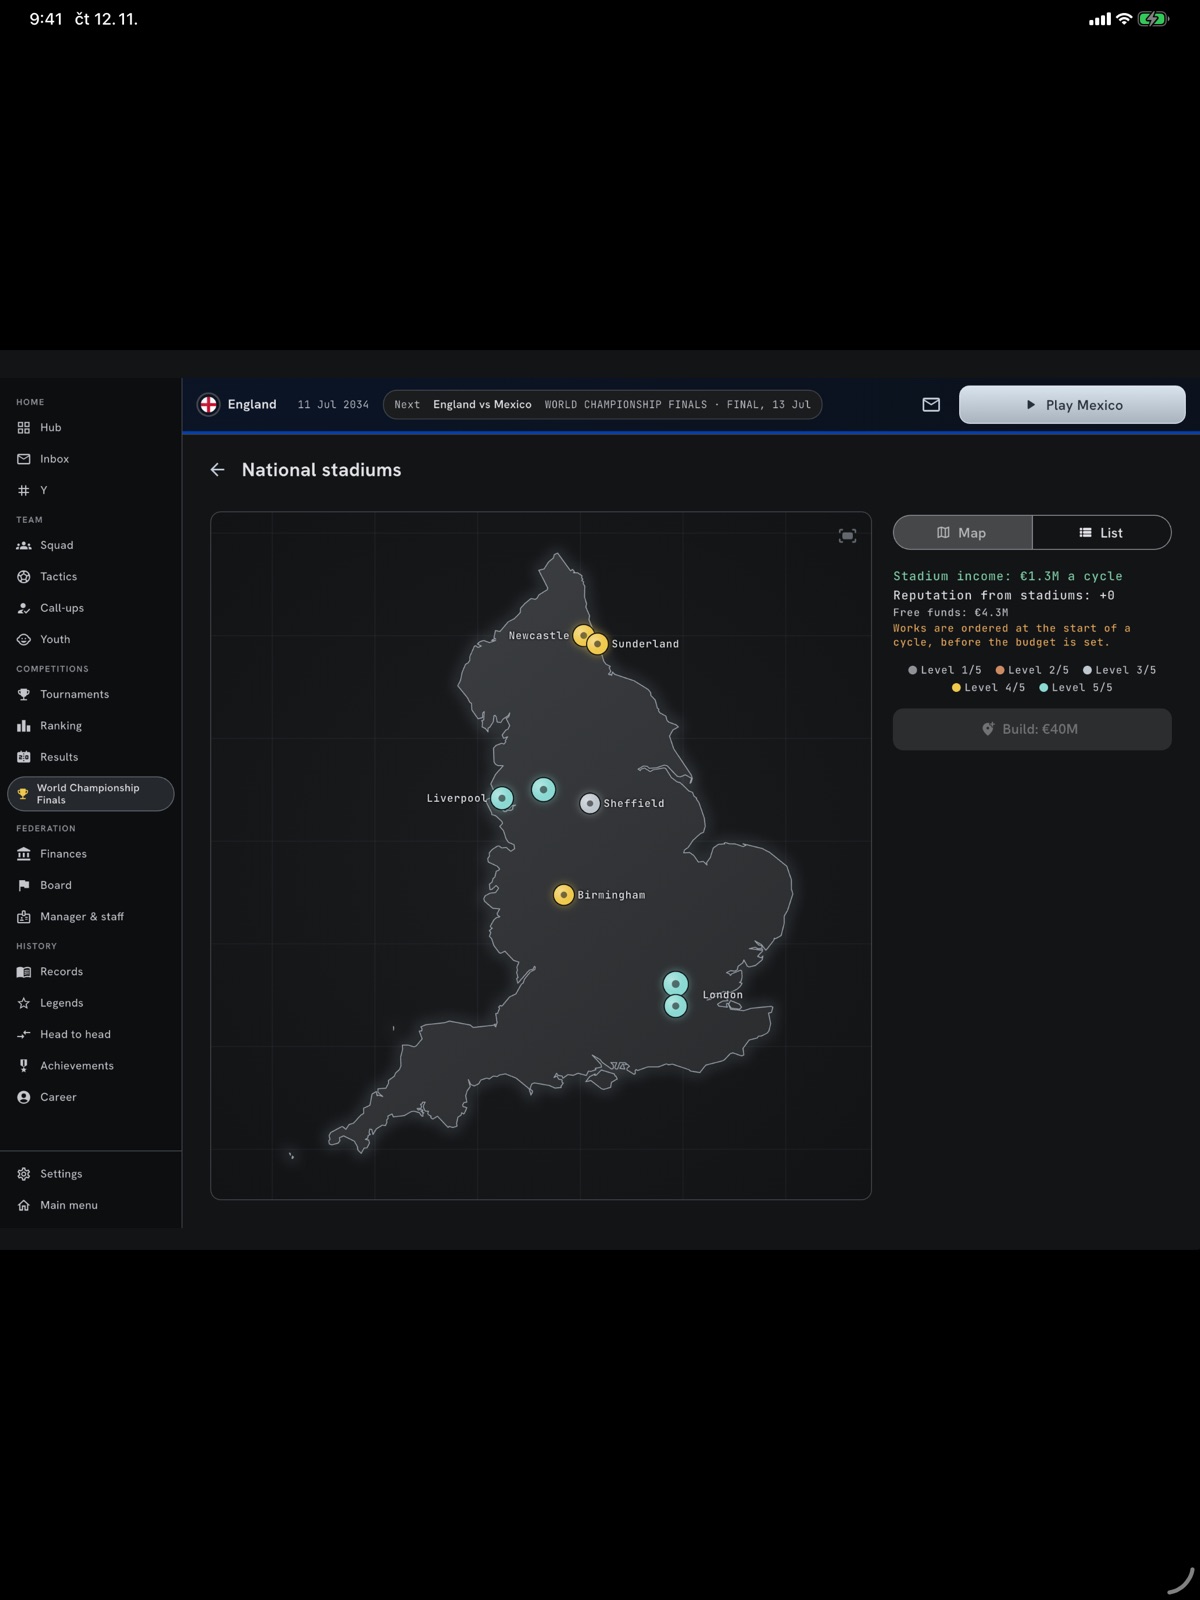 9:41 čt 12. 11.
HOME
Hub
Inbox
Y
TEAM
Squad
Tactics
Call-ups
Youth
COMPETITIONS
Tournaments
Ranking
Results
World Championship
Finals
FEDERATION
Finances
Board
Manager & staff
HISTORY
Records
Legends
Head to head
Achievements
Career
Settings
Main menu
England 11 Jul 2034 Next England vs Mexico WORLD CHAMPIONSHIP FINALS · FINAL, 13 Jul
Play Mexico
National stadiums
Newcastle
Sunderland
Liverpool
Sheffield
Birmingham
London
Map List
Stadium income: €1.3M a cycle
Reputation from stadiums: +0
Free funds: €4.3M
Works are ordered at the start of a
cycle, before the budget is set.
Level 1/5 Level 2/5 Level 3/5
Level 4/5 Level 5/5
Build: €40M